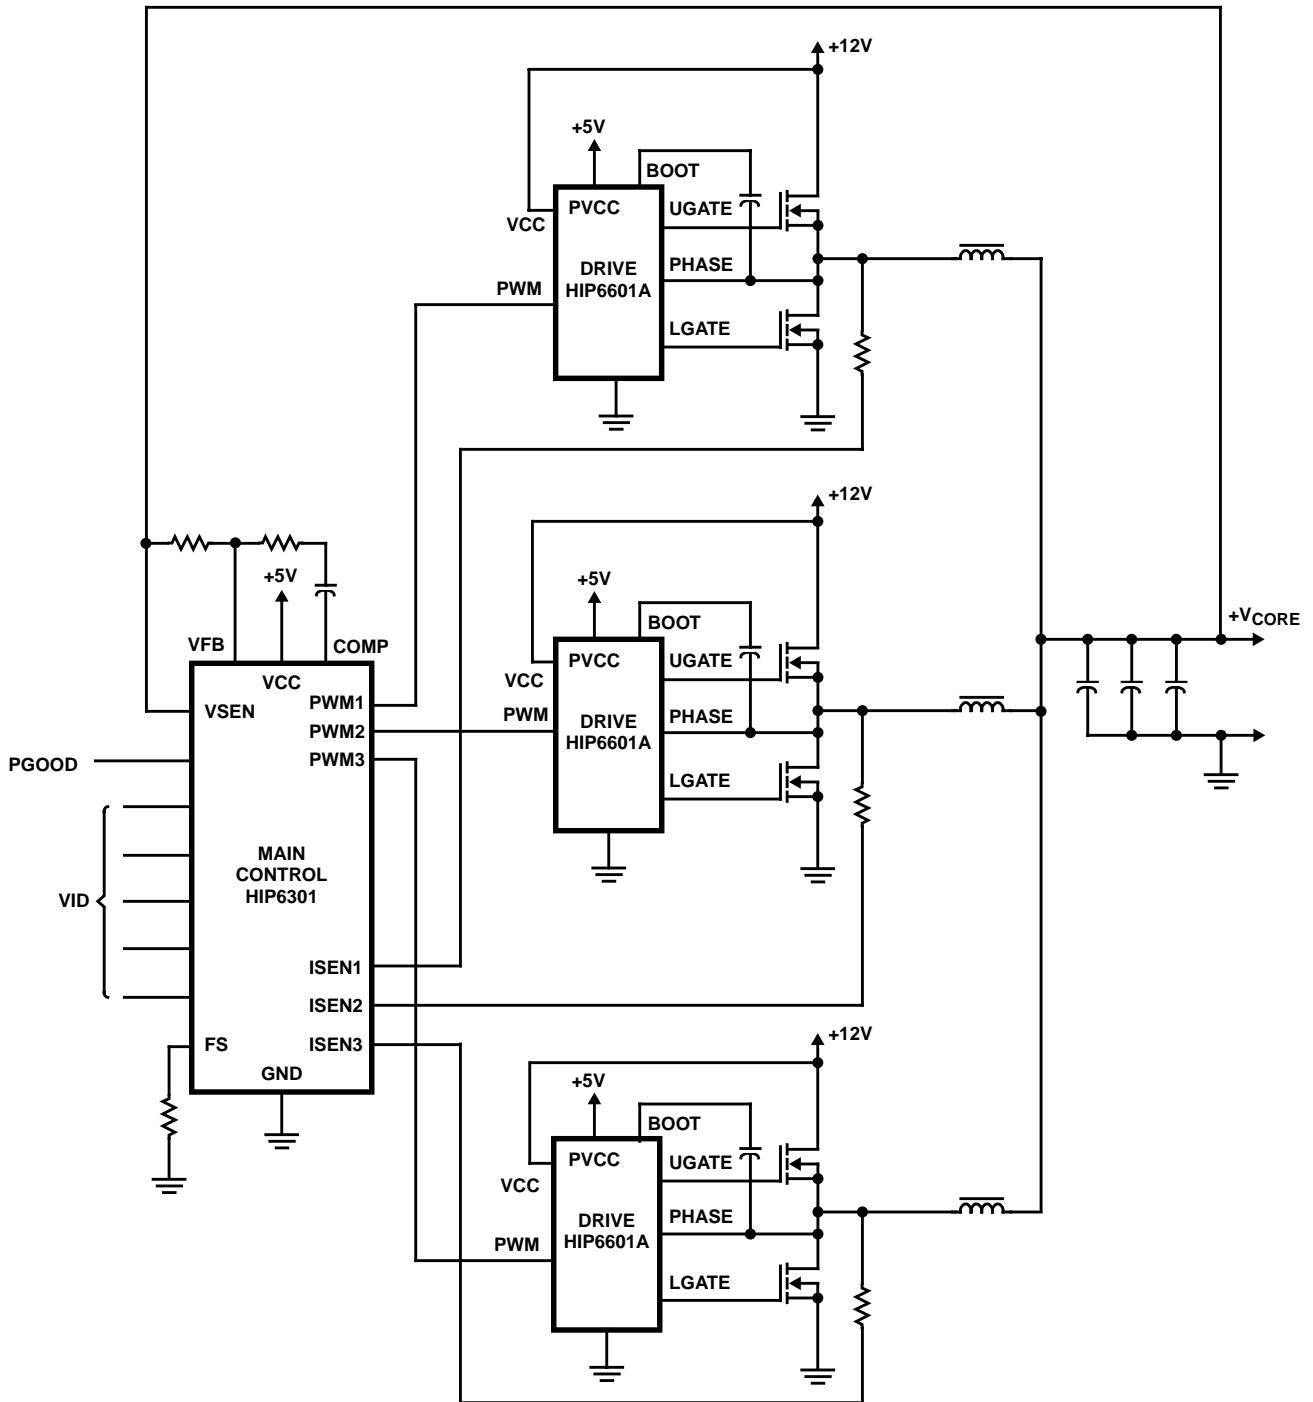 +12V
+5V
BOOT
PVCC
UGATE
VCC
DRIVE
HIP6601A
PHASE
PWM
LGATE
+12V
+5V
BOOT
PVCC
UGATE
VCC
PWM
DRIVE
HIP6601A
PHASE
LGATE
+5V
VFB
COMP
VCC
VSEN
PWM1
PWM2
PWM3
PGOOD
MAIN
CONTROL
HIP6301
VID
ISEN1
ISEN2
FS
ISEN3
GND
+VCORE
+12V
+5V
BOOT
PVCC
UGATE
VCC
DRIVE
HIP6601A
PHASE
PWM
LGATE